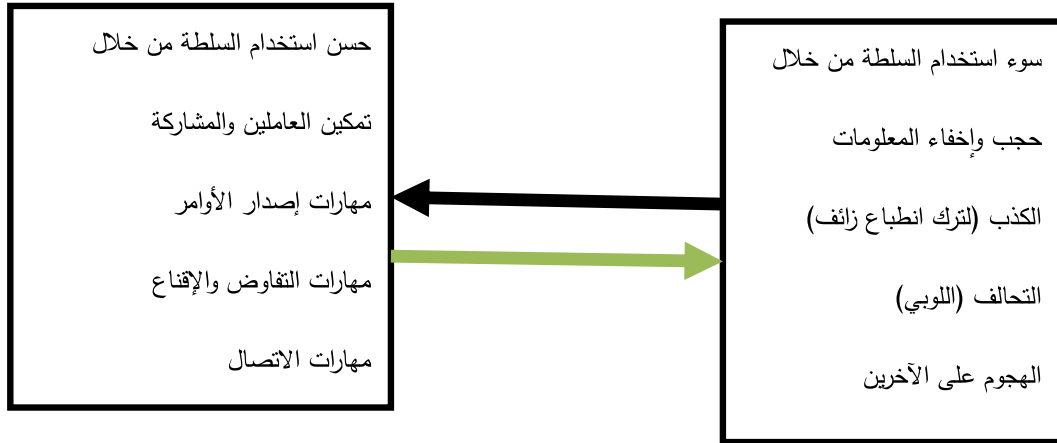 سوء استخدام السلطة من خلال
حجب وإخفاء المعلومات
الكذب (لترك انطباع زائف)
التحالف (اللوبي)
الهجوم على الآخرين
حسن استخدام السلطة من خلال
تمكين العاملين والمشاركة
مهارات إصدار الأوامر
مهارات التفاوض والإقناع
مهارات الاتصال